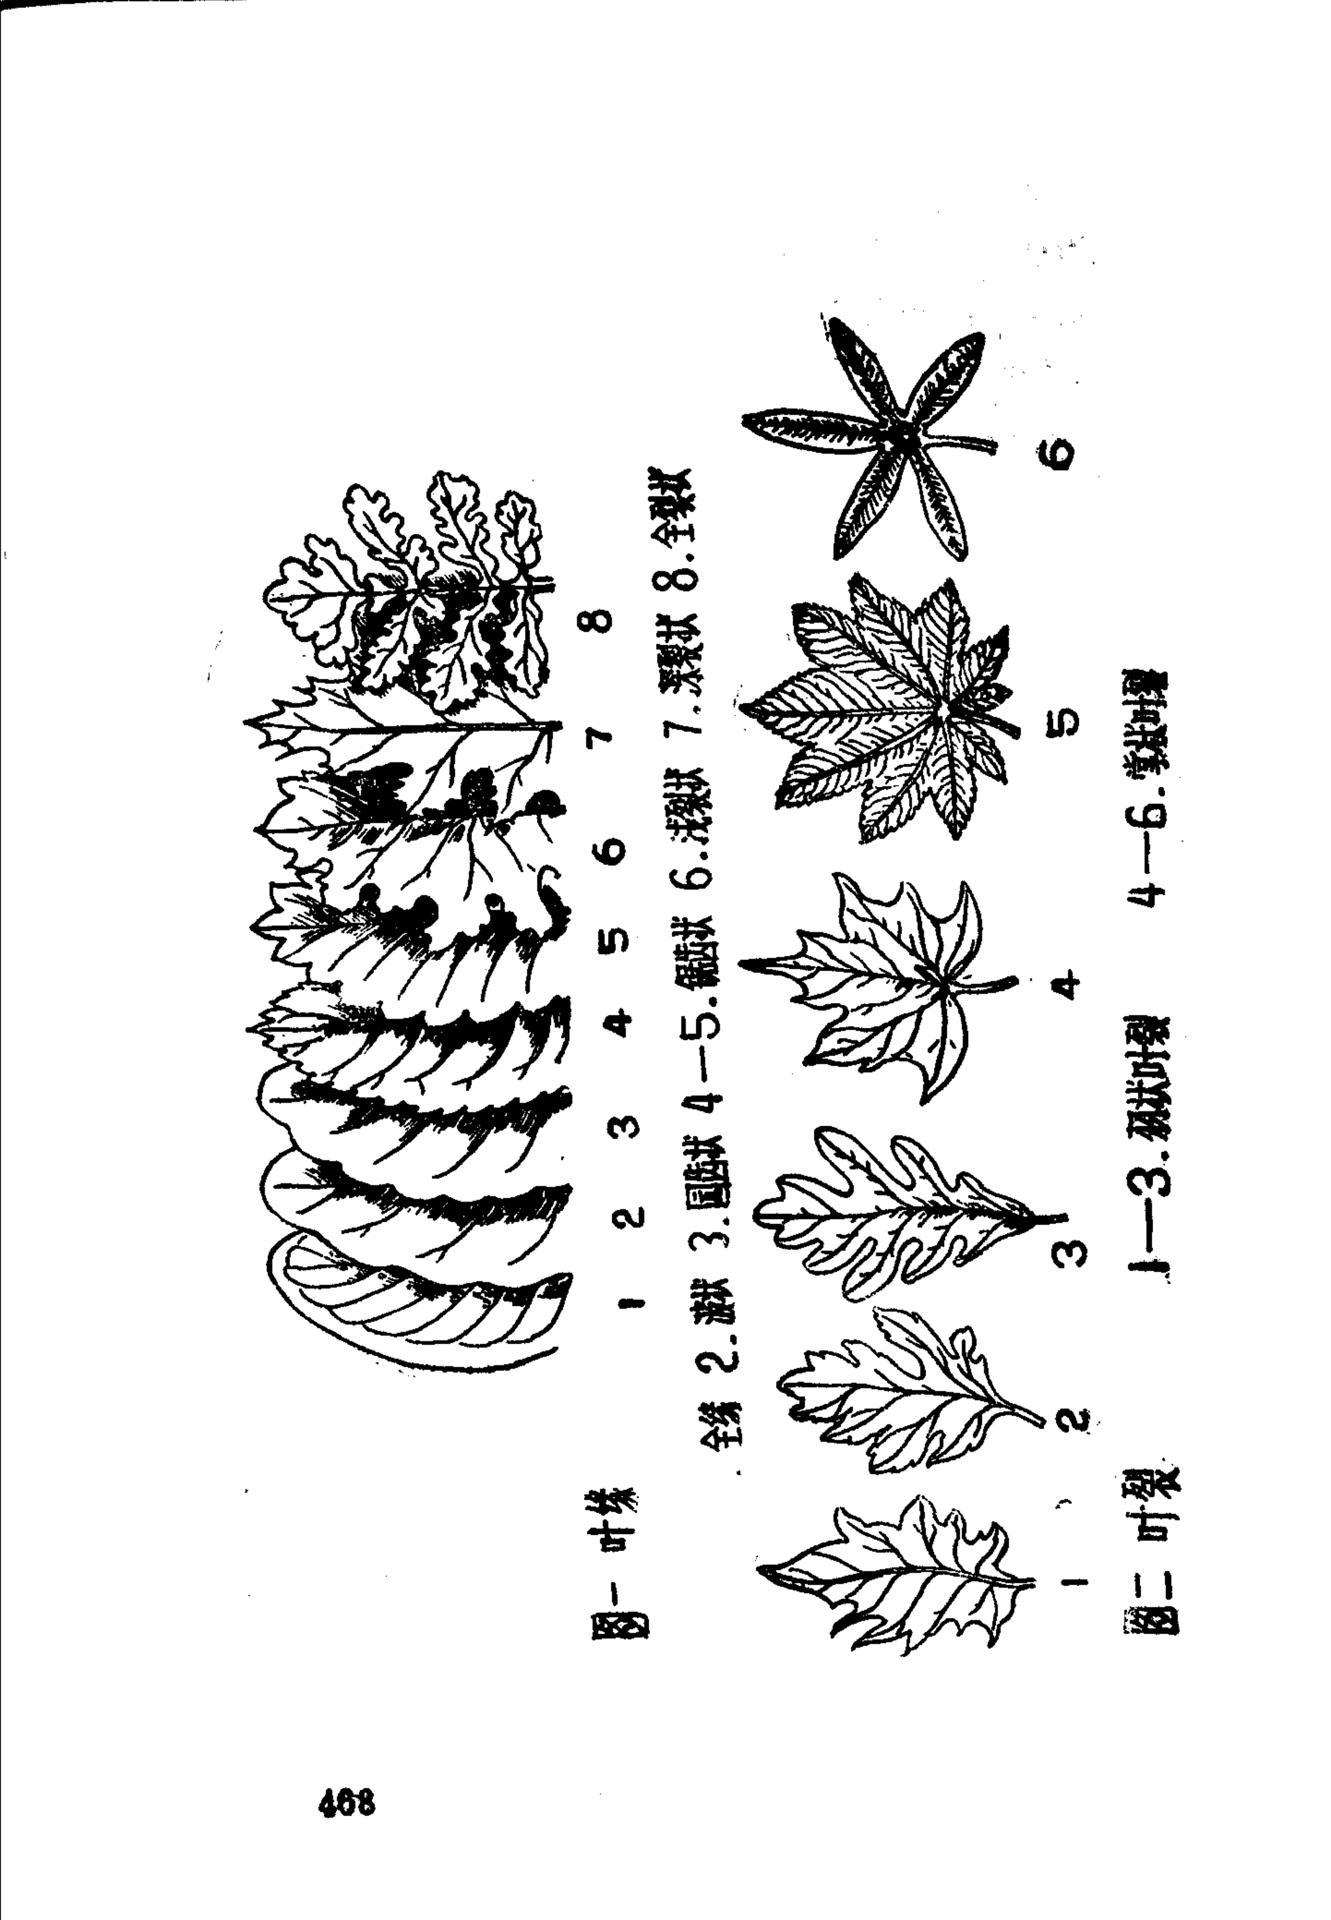 1 2 3 4 5 6 7 8
图一 叶缘
全缘 2.波状 3.园齿状 4—5.锯齿状 6.浅裂状 7.深裂状 8.全裂状
1 2 3 4 5 6
图二 叶裂 1—3.羽状叶裂 4—6.掌状叶裂
468